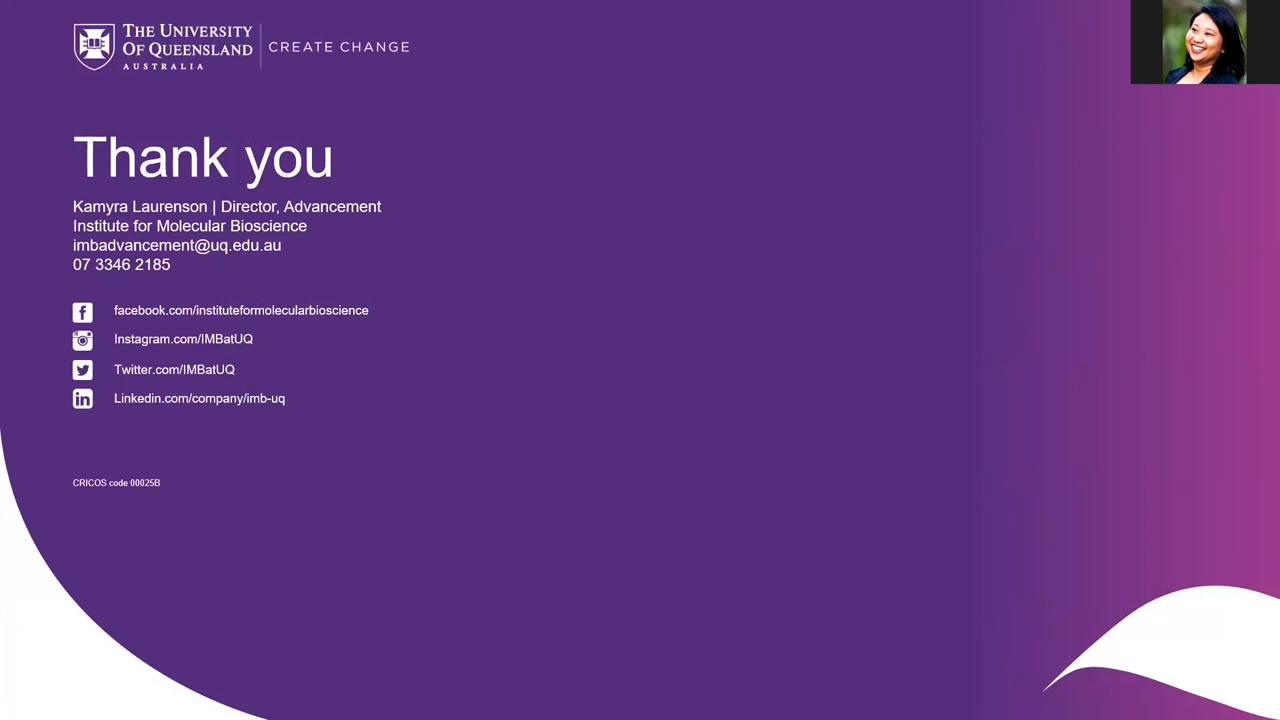 THE UNIVERSITY
OF QUEENSLAND
AUSTRALIA
CREATE CHANGE
Thank you
Kamyra Laurenson | Director, Advancement
Institute for Molecular Bioscience
imbadvancement@uq.edu.au
07 3346 2185
facebook.com/instituteformolecularbioscience
Instagram.com/IMBatUQ
Twitter.com/IMBatUQ
Linkedin.com/company/imb-uq
CRICOS code 00025B